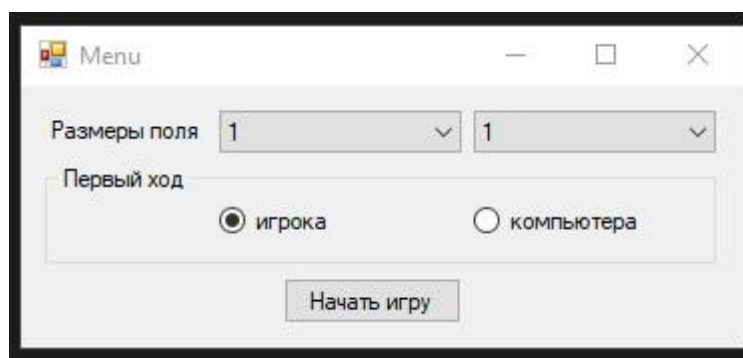 Menu
Размеры поля 1 1
Первый ход
игрока компьютера
Начать игру